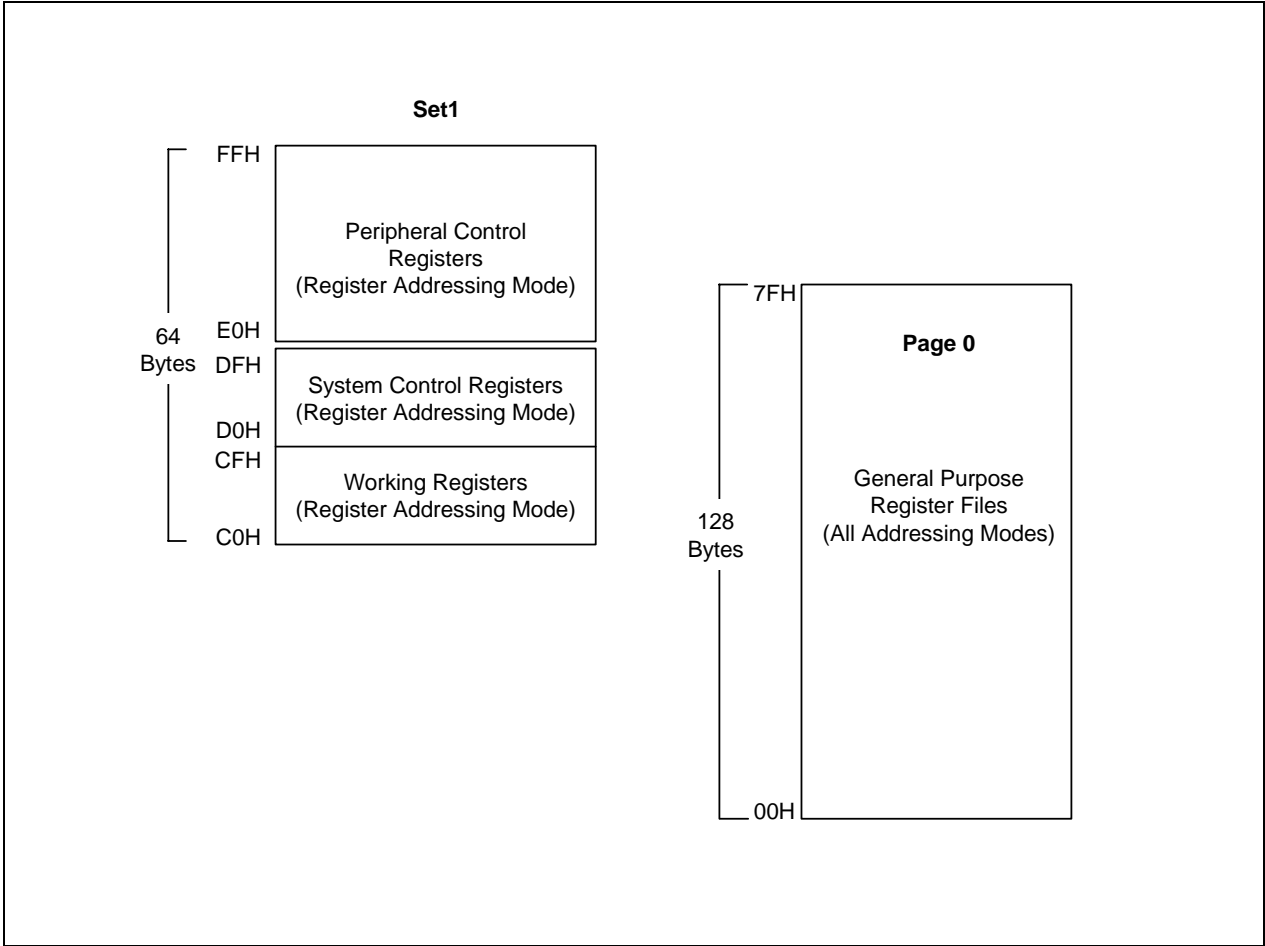 Set1
FFH
Peripheral Control
Registers
(Register Addressing Mode)
E0H
64
Bytes
DFH
System Control Registers
(Register Addressing Mode)
D0H
CFH
Working Registers
(Register Addressing Mode)
C0H
7FH
Page 0
General Purpose
Register Files
(All Addressing Modes)
128
Bytes
00H